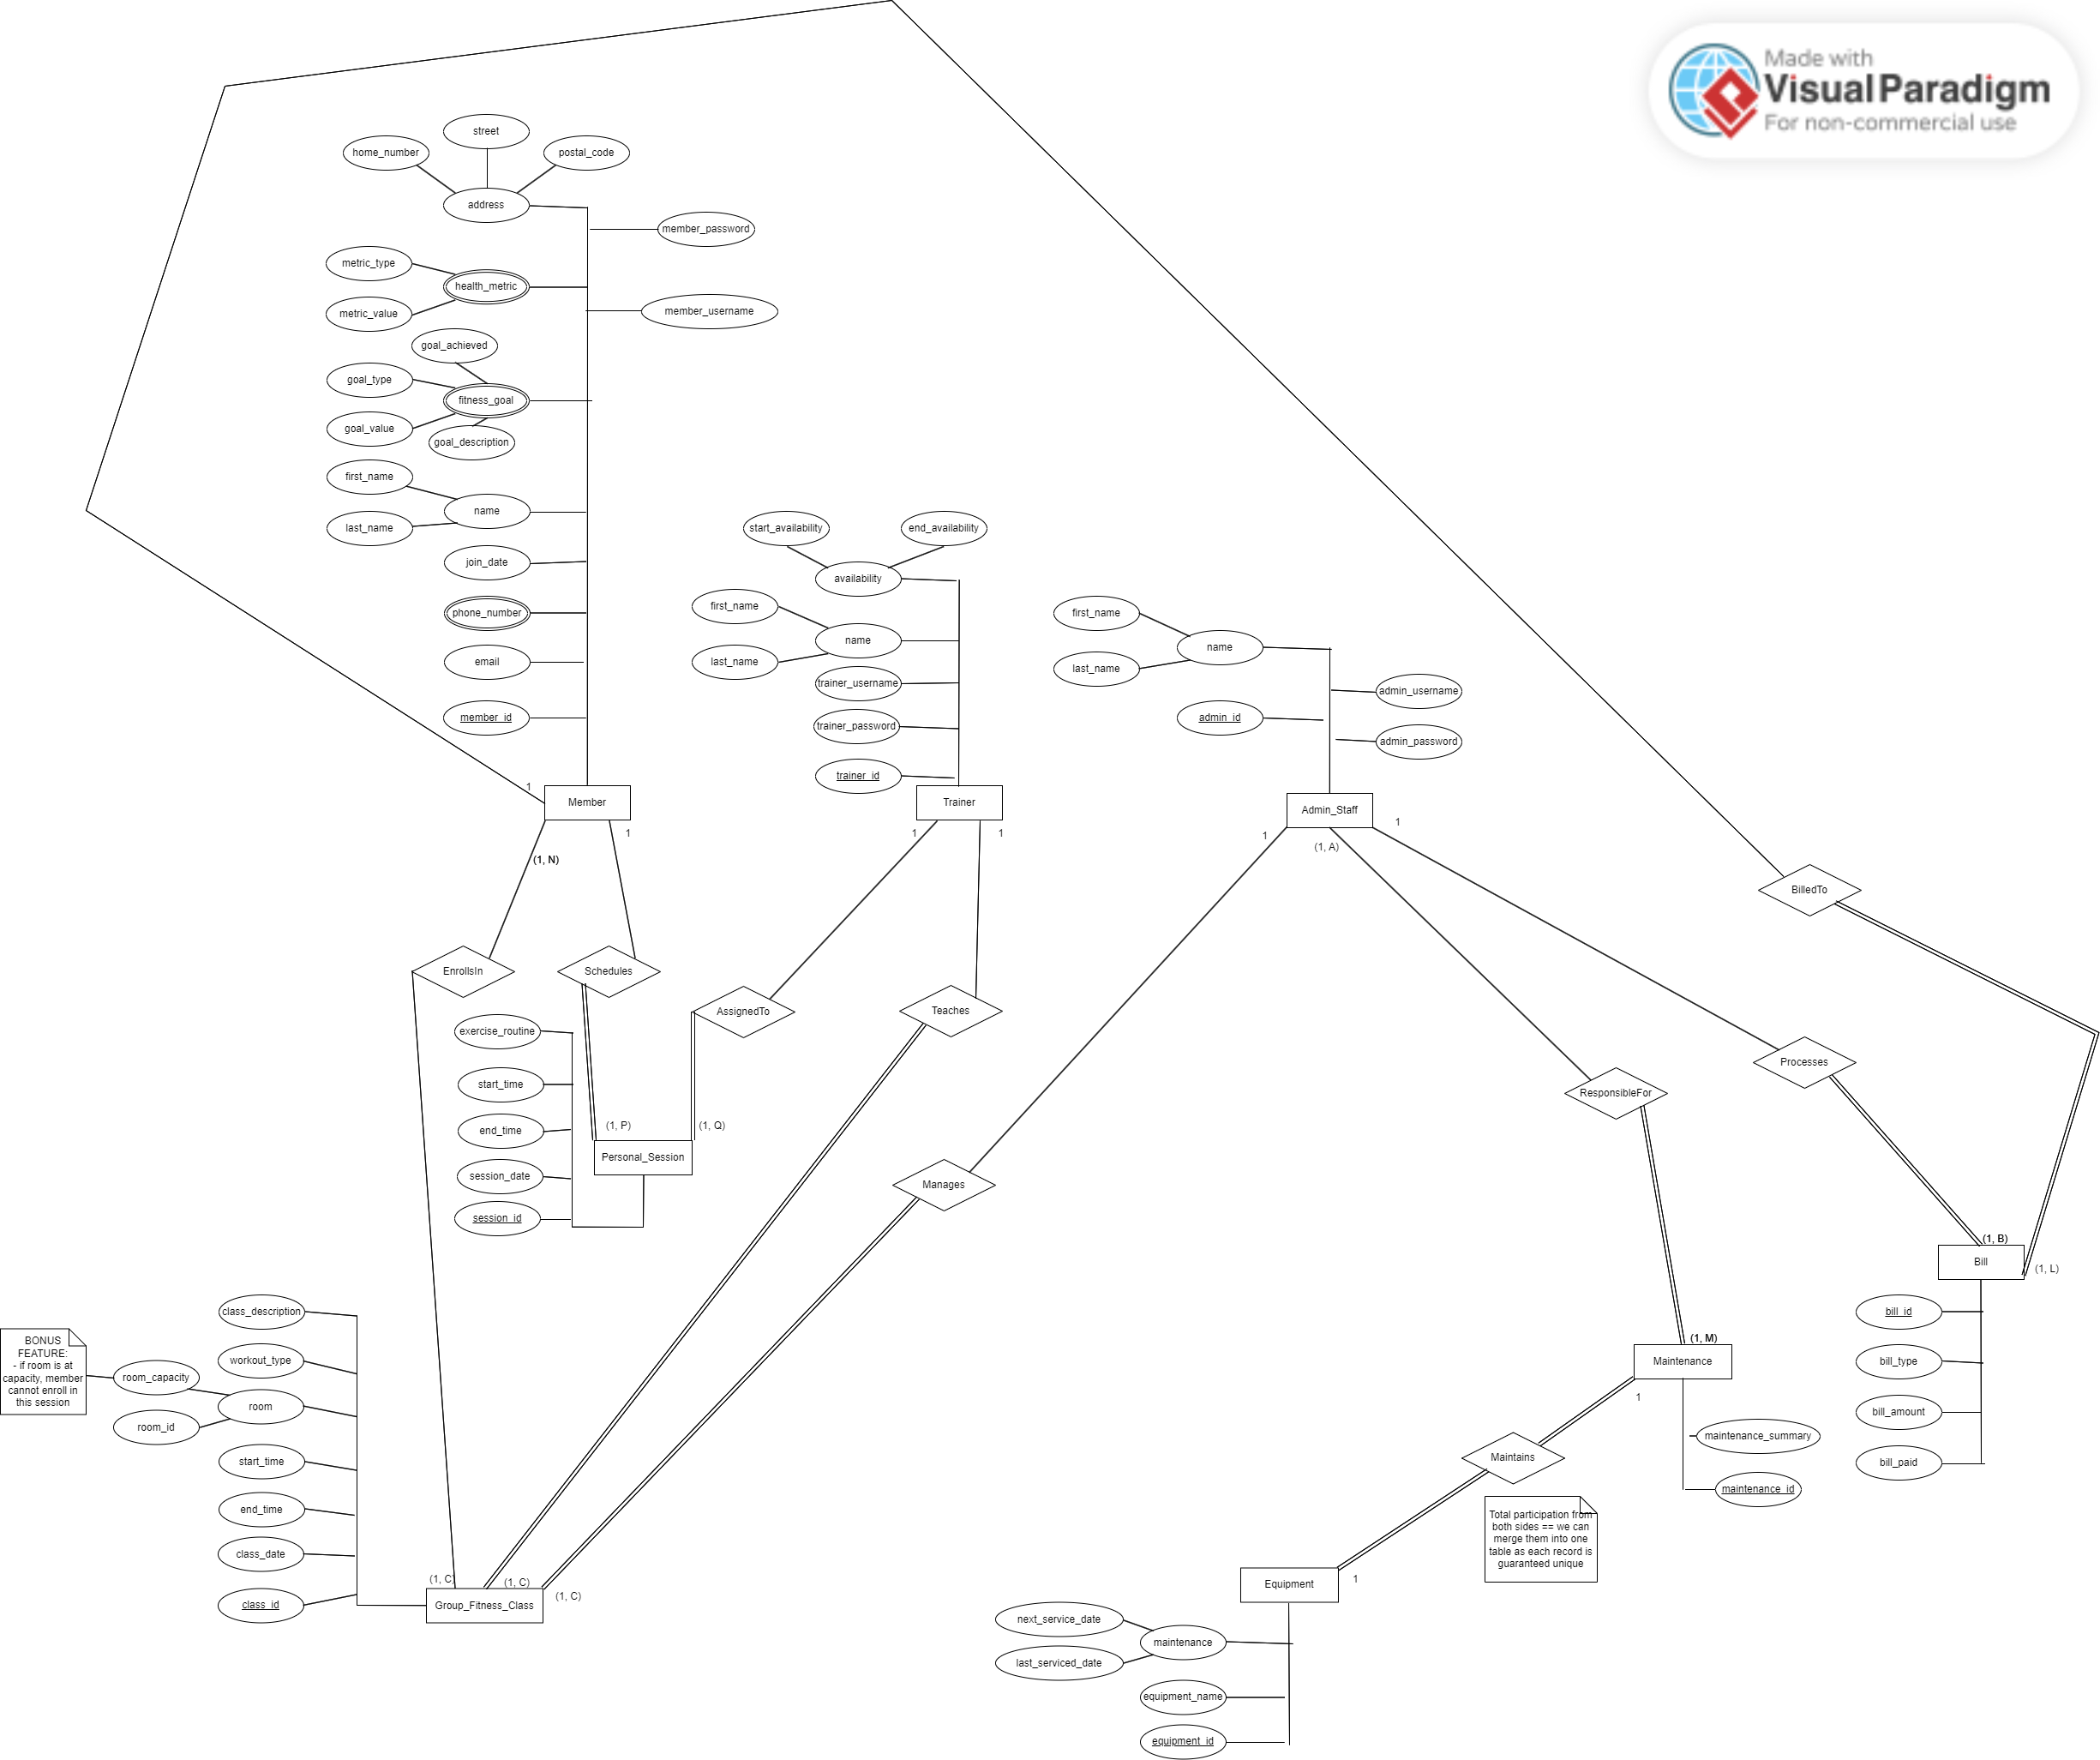 Made with
Visual Paradigm
For non-commercial use
street
home_number
postal_code
address
member_password
metric_type
health_metric
metric_value
member_username
goal_achieved
goal_type
fitness_goal
goal_value
goal_description
first_name
name
last_name
join_date
phone_number
email
member_id
start_availability
end_availability
availability
first_name
name
last_name
trainer_username
trainer_password
trainer_id
first_name
name
last_name
admin_username
admin_id
admin_password
1
Member
1
(1, N)
Trainer
1
1
Admin_Staff
1
1
(1, A)
BilledTo
EnrollsIn
Schedules
AssignedTo
Teaches
Processes
ResponsibleFor
exercise_routine
start_time
end_time
session_date
session_id
(1, P)
(1, Q)
Personal_Session
Manages
(1, B)
Bill
(1, L)
bill_id
bill_type
bill_amount
bill_paid
class_description
workout_type
BONUS
FEATURE:
- if room is at
capacity, member
cannot enroll in
this session
room_capacity
room
room_id
start_time
end_time
class_date
class_id
(1, M)
Maintenance
1
maintenance_summary
maintenance_id
Maintains
Total participation from
both sides == we can
merge them into one
table as each record is
guaranteed unique
(1, C)
(1, C)
(1, C)
Group_Fitness_Class
Equipment
1
next_service_date
maintenance
last_serviced_date
equipment_name
equipment_id